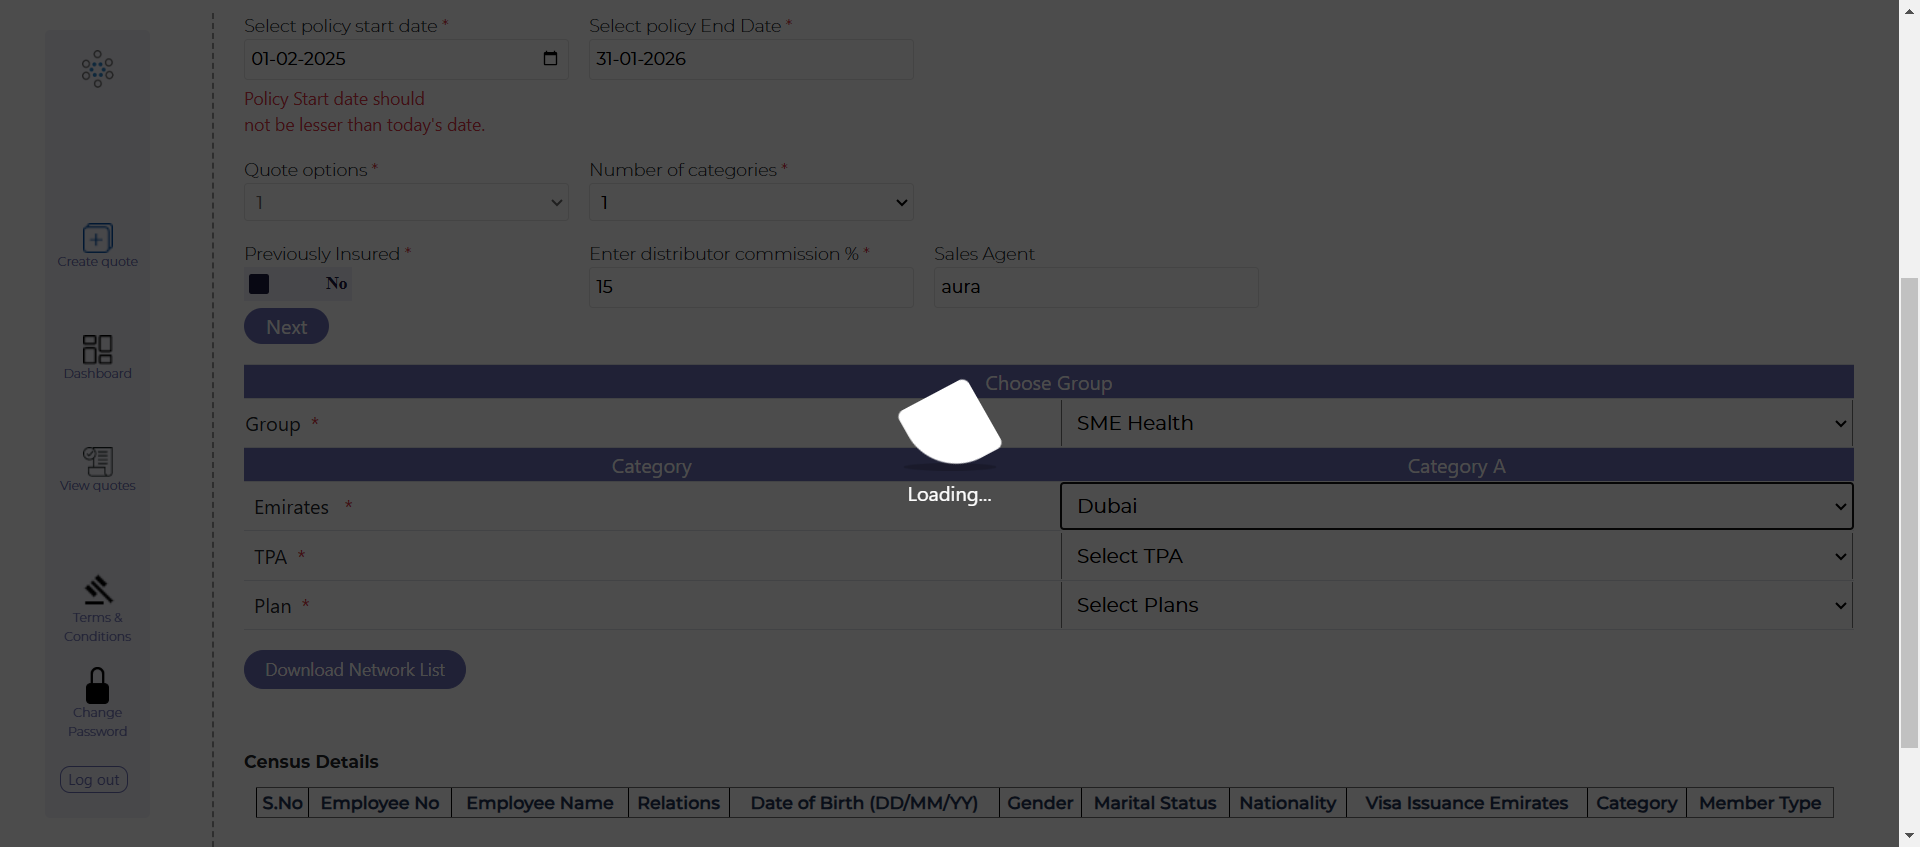 Select policy start date *
Select policy End Date *
01-02-2025
31-01-2026
Policy Start date should
not be lesser than today's date.
Quote options *
Number of categories *
1
1
Previously Insured *
Enter distributor commission % *
Sales Agent
No
15
aura
Next
Choose Group
Group *
SME Health
Category
Category A
Emirates *
Dubai
TPA *
Select TPA
Plan *
Select Plans
Download Network List
Loading...
Census Details
S.No Employee No Employee Name Relations Date of Birth (DD/MM/YY) Gender Marital Status Nationality Visa Issuance Emirates Category Member Type
Create quote
Dashboard
View quotes
Terms &
Conditions
Change
Password
Log out